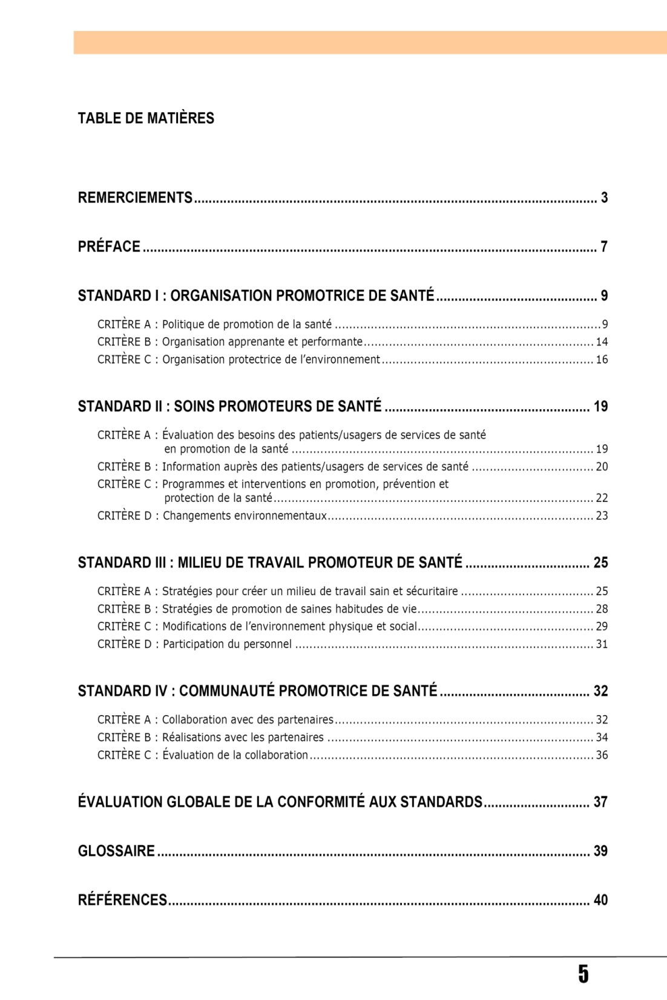 TABLE DE MATIÈRES
REMERCIEMENTS ........ 3
PRÉFACE ........ 7
STANDARD I : ORGANISATION PROMOTRICE DE SANTÉ ........ 9
CRITÈRE A : Politique de promotion de la santé ........ 9
CRITÈRE B : Organisation apprenante et performante ........ 14
CRITÈRE C : Organisation protectrice de l’environnement ........ 16
STANDARD II : SOINS PROMOTEURS DE SANTÉ ........ 19
CRITÈRE A : Évaluation des besoins des patients/usagers de services de santé
en promotion de la santé ........ 19
CRITÈRE B : Information auprès des patients/usagers de services de santé ........ 20
CRITÈRE C : Programmes et interventions en promotion, prévention et
protection de la santé ........ 22
CRITÈRE D : Changements environnementaux ........ 23
STANDARD III : MILIEU DE TRAVAIL PROMOTEUR DE SANTÉ ........ 25
CRITÈRE A : Stratégies pour créer un milieu de travail sain et sécuritaire ........ 25
CRITÈRE B : Stratégies de promotion de saines habitudes de vie ........ 28
CRITÈRE C : Modifications de l’environnement physique et social ........ 29
CRITÈRE D : Participation du personnel ........ 31
STANDARD IV : COMMUNAUTÉ PROMOTRICE DE SANTÉ ........ 32
CRITÈRE A : Collaboration avec des partenaires ........ 32
CRITÈRE B : Réalisations avec les partenaires ........ 34
CRITÈRE C : Évaluation de la collaboration ........ 36
ÉVALUATION GLOBALE DE LA CONFORMITÉ AUX STANDARDS ........ 37
GLOSSAIRE ........ 39
RÉFÉRENCES ........ 40
5